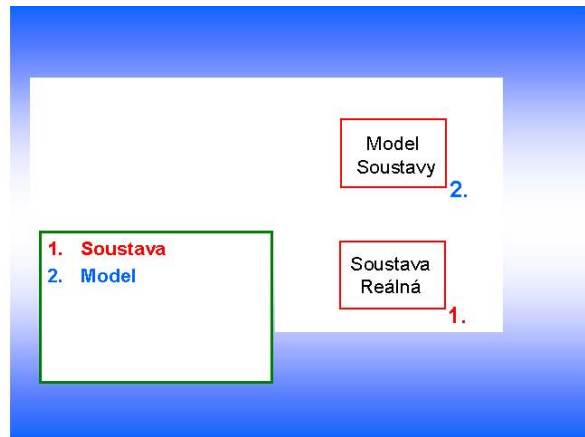 Model
Soustavy
2.
1. Soustava
2. Model
Soustava
Reálná
1.